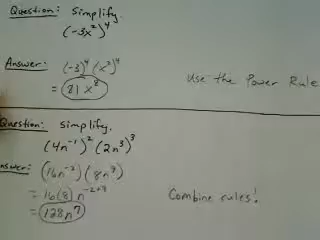 Question: Simplify.
(-3x²)⁴
Answer: (-3)⁴ (x²)⁴
= 81x⁸
Use the Power Rule
Question: Simplify.
(4n⁻¹)² (2n³)³
Answer: (16n⁻²)(8n⁹)
= 16(8) n⁻²⁺⁹
= 128n⁷
Combine rules!